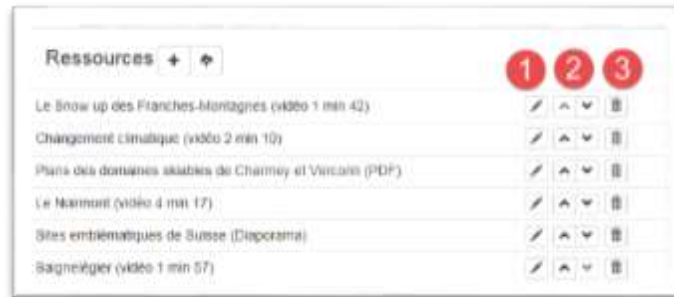 Ressources
1 2 3
Le Snow up des Franches-Montagnes (vidéo 1 min 42)
Changement climatique (vidéo 2 min 10)
Plans des domaines skiables de Charmey et Vercorin (PDF)
Le Noirmont (vidéo 4 min 17)
Sites emblématiques de Suisse (Diaporama)
Saignelégier (vidéo 1 min 57)